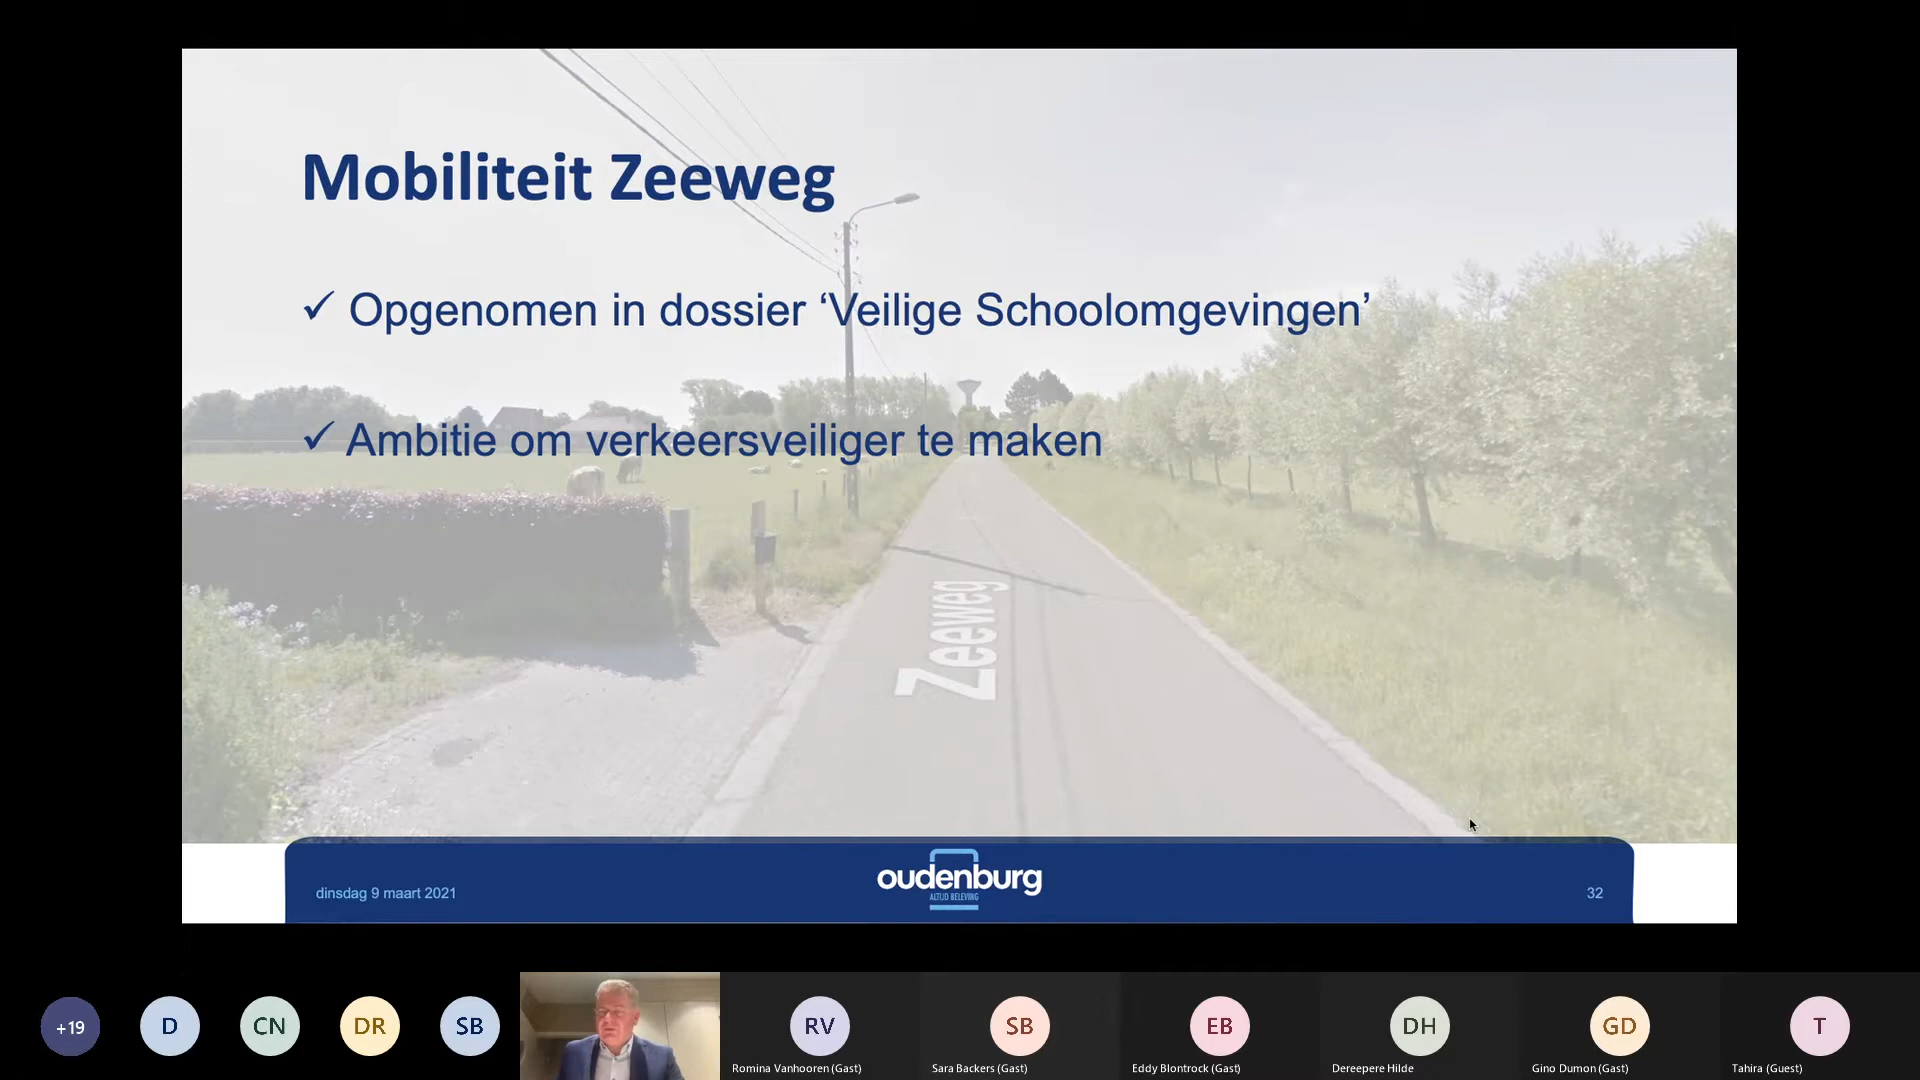 Mobiliteit Zeeweg
✓ Opgenomen in dossier ‘Veilige Schoolomgevingen’
✓ Ambitie om verkeersveiliger te maken
Zeeweg
dinsdag 9 maart 2021
oudenburg
ALTIJD BELEVING
32
+19
D
CN
DR
SB
RV
SB
EB
DH
GD
T
Romina Vanhooren (Gast)
Sara Backers (Gast)
Eddy Blontrock (Gast)
Dereepere Hilde
Gino Dumon (Gast)
Tahira (Guest)